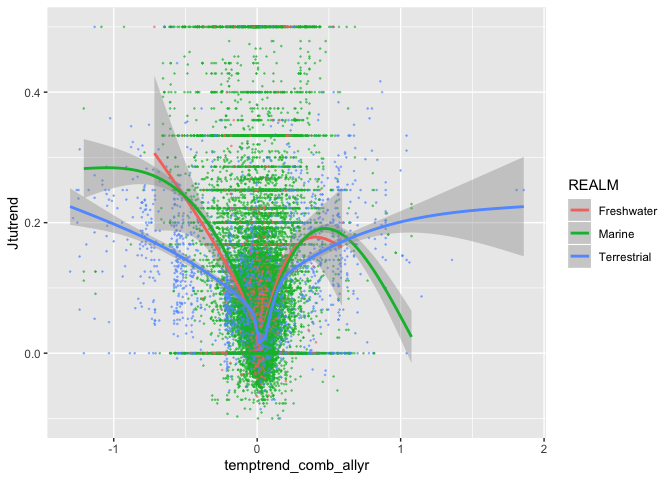 0.4
0.2
0.0
Jtutrend
-1
0
1
2
temptrend_comb_allyr
REALM
Freshwater
Marine
Terrestrial